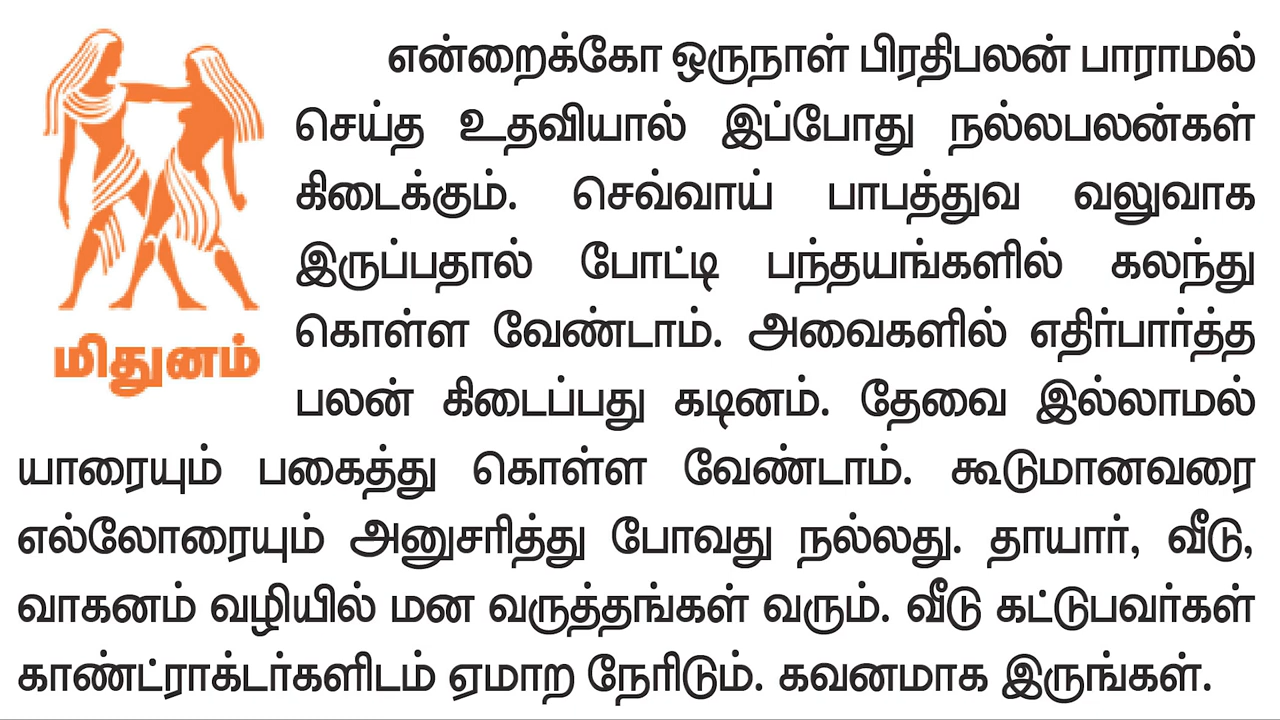 என்றைக்கோ ஒருநாள் பிரதிபலன் பாராமல்
செய்த உதவியால் இப்போது நல்லபலன்கள்
கிடைக்கும். செவ்வாய் பாபத்துவ வலுவாக
இருப்பதால் போட்டி பந்தயங்களில் கலந்து
கொள்ள வேண்டாம். அவைகளில் எதிர்பார்த்த
மிதுனம்
பலன் கிடைப்பது கடினம். தேவை இல்லாமல்
யாரையும் பகைத்து கொள்ள வேண்டாம். கூடுமானவரை
எல்லோரையும் அனுசரித்து போவது நல்லது. தாயார், வீடு,
வாகனம் வழியில் மன வருத்தங்கள் வரும். வீடு கட்டுபவர்கள்
காண்ட்ராக்டர்களிடம் ஏமாற நேரிடும். கவனமாக இருங்கள்.